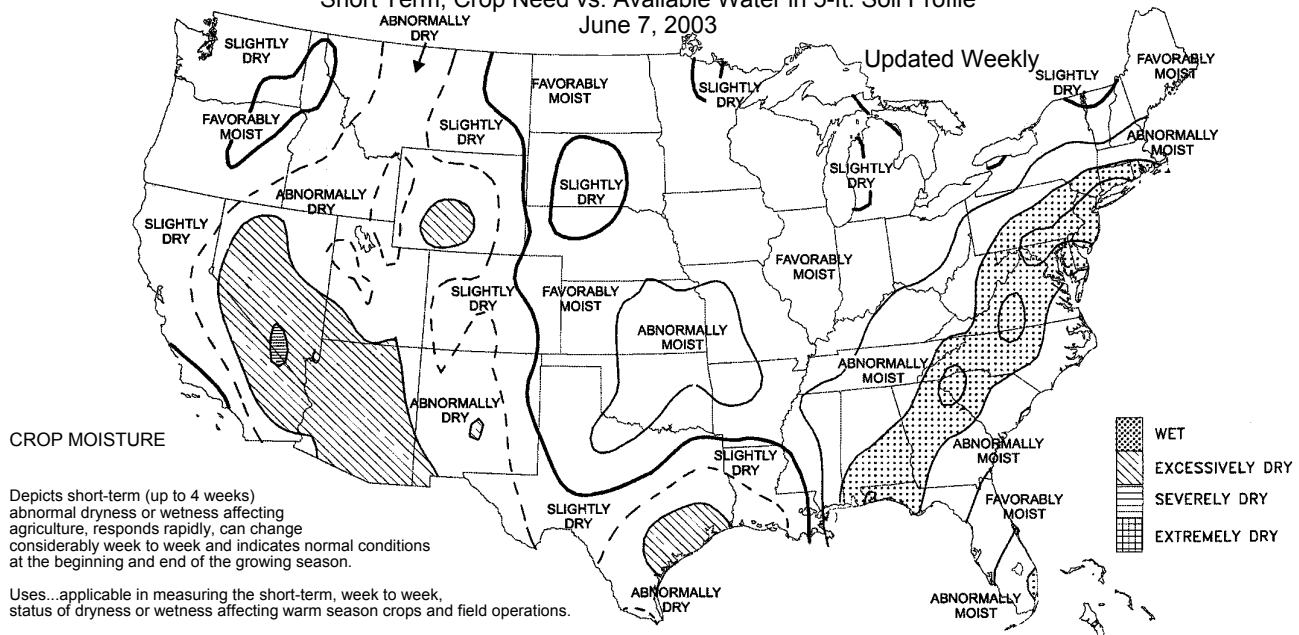 Short Term, Crop Need vs. Available Water in 5-ft. Soil Profile
June 7, 2003
Updated Weekly
ABNORMALLY
DRY
SLIGHTLY
DRY
FAVORABLY
MOIST
SLIGHTLY
DRY
FAVORABLY
MOIST
SLIGHTLY
DRY
SLIGHTLY
DRY
FAVORABLY
MOIST
ABNORMALLY
MOIST
SLIGHTLY
DRY
SLIGHTLY
DRY
ABNORMALLY
DRY
SLIGHTLY
DRY
FAVORABLY
MOIST
SLIGHTLY
DRY
FAVORABLY
MOIST
ABNORMALLY
MOIST
ABNORMALLY
MOIST
ABNORMALLY
DRY
SLIGHTLY
DRY
ABNORMALLY
MOIST
SLIGHTLY
DRY
FAVORABLY
MOIST
ABNORMALLY
DRY
ABNORMALLY
MOIST
WET
EXCESSIVELY DRY
SEVERELY DRY
EXTREMELY DRY
CROP MOISTURE
Depicts short-term (up to 4 weeks)
abnormal dryness or wetness affecting
agriculture, responds rapidly, can change
considerably week to week and indicates normal conditions
at the beginning and end of the growing season.
Uses...applicable in measuring the short-term, week to week,
status of dryness or wetness affecting warm season crops and field operations.